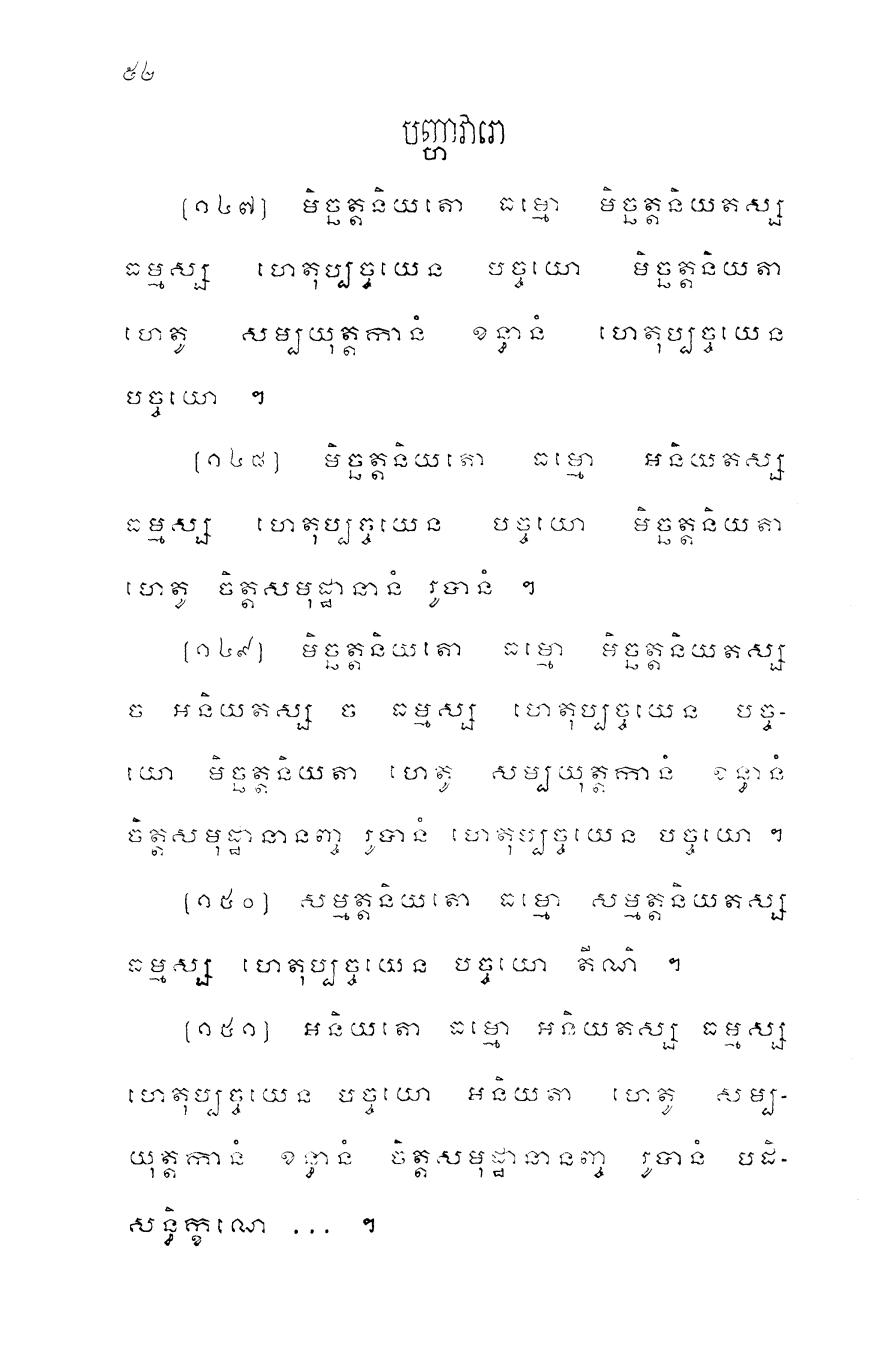 ៥២
បញ្ហាវារោ
(១៤៧) មិច្ឆត្តនិយតោ ធម្មោ មិច្ឆត្តនិយតស្ស
ធម្មស្ស ហេតុប្បច្ចយេន បច្ចយោ មិច្ឆត្តនិយតា
ហេតូ សម្បយុត្តកានំ ខន្ធានំ ហេតុប្បច្ចយេន
បច្ចយោ ។
(១៤៨) មិច្ឆត្តនិយតោ ធម្មោ អនិយតស្ស
ធម្មស្ស ហេតុប្បច្ចយេន បច្ចយោ មិច្ឆត្តនិយតា
ហេតូ ចិត្តសមុដ្ឋានានំ រូបានំ ។
(១៤៩) មិច្ឆត្តនិយតោ ធម្មោ មិច្ឆត្តនិយតស្ស
ច អនិយតស្ស ច ធម្មស្ស ហេតុប្បច្ចយេន បច្ច-
យោ មិច្ឆត្តនិយតា ហេតូ សម្បយុត្តកានំ ខន្ធានំ
ចិត្តសមុដ្ឋានានញ្ច រូបានំ ហេតុប្បច្ចយេន បច្ចយោ ។
(១៥០) សម្មត្តនិយតោ ធម្មោ សម្មត្តនិយតស្ស
ធម្មស្ស ហេតុប្បច្ចយេន បច្ចយោ តីណិ ។
(១៥១) អនិយតោ ធម្មោ អនិយតស្ស ធម្មស្ស
ហេតុប្បច្ចយេន បច្ចយោ អនិយតា ហេតូ សម្ប-
យុត្តកានំ ខន្ធានំ ចិត្តសមុដ្ឋានានញ្ច រូបានំ បដិ-
សន្ធិក្ខណេ ... ។